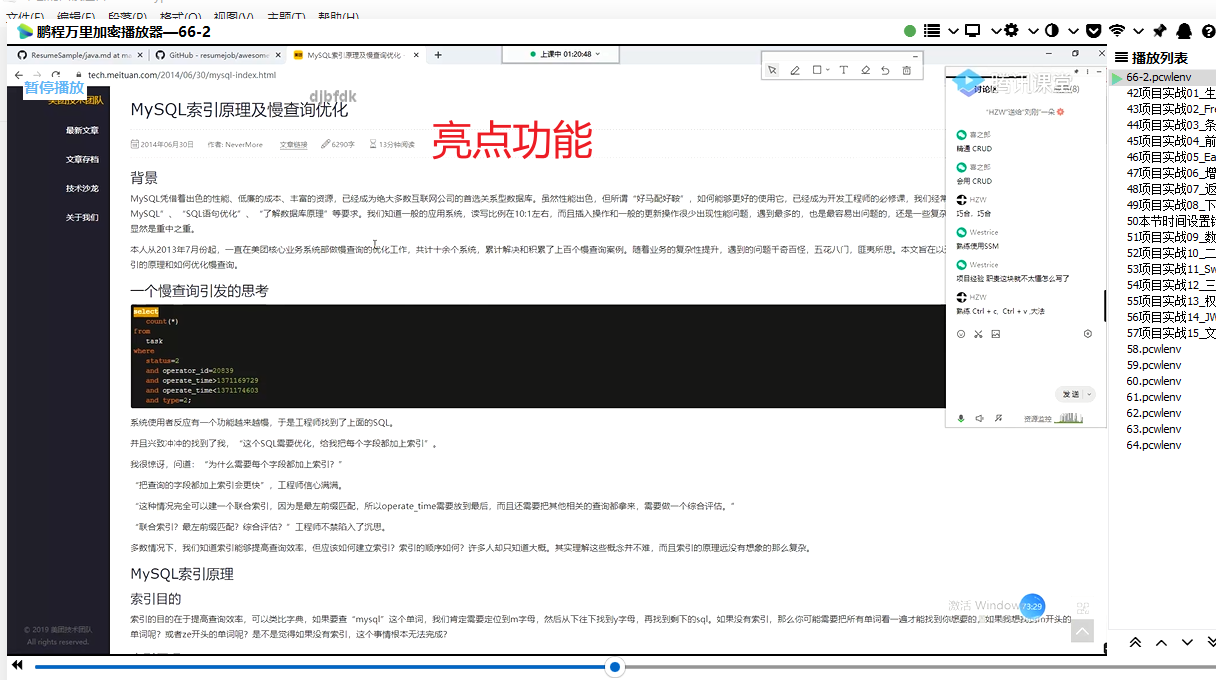 文件(F) 编辑(E) 段落(P) 格式(O) 视图(V) 主题(T) 帮助(H)
鹏程万里加密播放器—66-2
ResumeSample/java.md at ma
GitHub - resumejob/awesome
MySQL索引原理及慢查询优化 -
上课中 01:20:48
tech.meituan.com/2014/06/30/mysql-index.html
暂停播放
美团技术团队
最新文章
文章存档
技术沙龙
关于我们
© 2019 美团技术团队
All rights reserved.
djbfdk
MySQL索引原理及慢查询优化
亮点功能
2014年06月30日 作者: NeverMore 文章链接 6290字 13分钟阅读
背景
MySQL凭借着出色的性能、低廉的成本、丰富的资源，已经成为绝大多数互联网公司的首选关系型数据库。虽然性能出色，但所谓“好马配好鞍”，如何能够更好的使用它，已经成为开发工程师的必修课，我们经常
MySQL”、“SQL语句优化”、“了解数据库原理”等要求。我们知道一般的应用系统，读写比例在10:1左右，而且插入操作和一般的更新操作很少出现性能问题，遇到最多的，也是最容易出问题的，还是一些复杂
显然是重中之重。
本人从2013年7月份起，一直在美团核心业务系统部做慢查询的优化工作，共计十余个系统，累计解决和积累了上百个慢查询案例。随着业务的复杂性提升，遇到的问题千奇百怪，五花八门，匪夷所思。本文旨在以
引的原理和如何优化慢查询。
一个慢查询引发的思考
select
count(*)
from
task
where
status=2
and operator_id=20839
and operate_time>1371169729
and operate_time<1371174603
and type=2;
系统使用者反应有一个功能越来越慢，于是工程师找到了上面的SQL。
并且兴致冲冲的找到了我，“这个SQL需要优化，给我把每个字段都加上索引”。
我很惊讶，问道：“为什么需要每个字段都加上索引？”
“把查询的字段都加上索引会更快”，工程师信心满满。
“这种情况完全可以建一个联合索引，因为是最左前缀匹配，所以operate_time需要放到最后，而且还需要把其他相关的查询都拿来，需要做一个综合评估。”
“联合索引？最左前缀匹配？综合评估？”工程师不禁陷入了沉思。
多数情况下，我们知道索引能够提高查询效率，但应该如何建立索引？索引的顺序如何？许多人却只知道大概。其实理解这些概念并不难，而且索引的原理远没有想象的那么复杂。
MySQL索引原理
索引目的
索引的目的在于提高查询效率，可以类比字典，如果要查“mysql”这个单词，我们肯定需要定位到m字母，然后从下往下找到y字母，再找到剩下的sql。如果没有索引，那么你可能需要把所有单词看一遍才能找到你想要的，如果我想找到m开头的
单词呢？或者ze开头的单词呢？是不是觉得如果没有索引，这个事情根本无法完成？
腾讯课堂
讨论区
(8)
"HZW"送给"刘刚"一朵
喜之郎
精通 CRUD
喜之郎
会用 CRUD
HZW
巧合，巧合
Westrice
熟练使用SSM
Westrice
项目经验 职责这块就不太懂怎么写了
HZW
熟练 Ctrl + c、Ctrl + v 大法
发送
资源监控
激活 Window
73:29
播放列表
66-2.pcwlenv
42项目实战01_生
43项目实战02_Fre
44项目实战03_条
45项目实战04_前
46项目实战05_Ea
47项目实战06_增
48项目实战07_返
49项目实战08_下
50本节时间设置错
51项目实战09_数
52项目实战10_二
53项目实战11_Sw
54项目实战12_三
55项目实战13_权
56项目实战14_JW
57项目实战15_文
58.pcwlenv
59.pcwlenv
60.pcwlenv
61.pcwlenv
62.pcwlenv
63.pcwlenv
64.pcwlenv